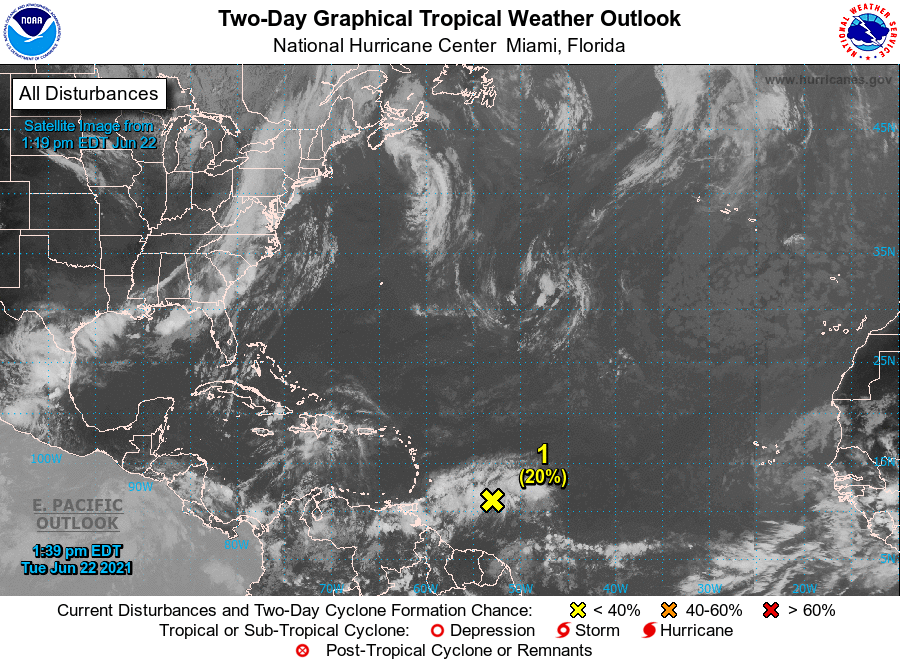 Two-Day Graphical Tropical Weather Outlook
National Hurricane Center Miami, Florida
NOAA
NATIONAL WEATHER SERVICE
www.hurricanes.gov
All Disturbances
Satellite Image from
1:19 pm EDT Jun 22
45N
35N
25N
15N
5N
1
(20%)
100W
90W
80W
70W
60W
50W
40W
30W
20W
E. PACIFIC
OUTLOOK
1:39 pm EDT
Tue Jun 22 2021
Current Disturbances and Two-Day Cyclone Formation Chance: < 40% 40-60% > 60%
Tropical or Sub-Tropical Cyclone: Depression Storm Hurricane
Post-Tropical Cyclone or Remnants